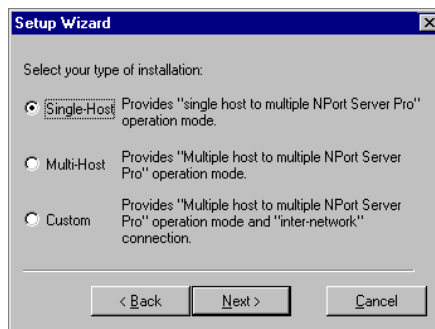 Setup Wizard
Select your type of installation:
Single-Host
Provides "single host to multiple NPort Server Pro"
operation mode.
Multi-Host
Provides "Multiple host to multiple NPort Server
Pro" operation mode.
Custom
Provides "Multiple host to multiple NPort Server
Pro" operation mode and "inter-network"
connection.
< Back
Next >
Cancel